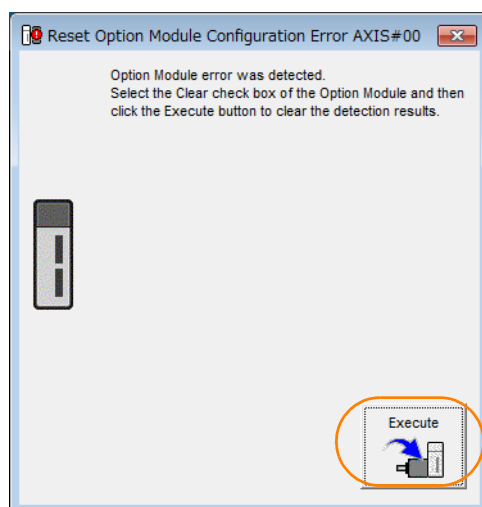 Reset Option Module Configuration Error AXIS#00
Option Module error was detected.
Select the Clear check box of the Option Module and then
click the Execute button to clear the detection results.
Execute